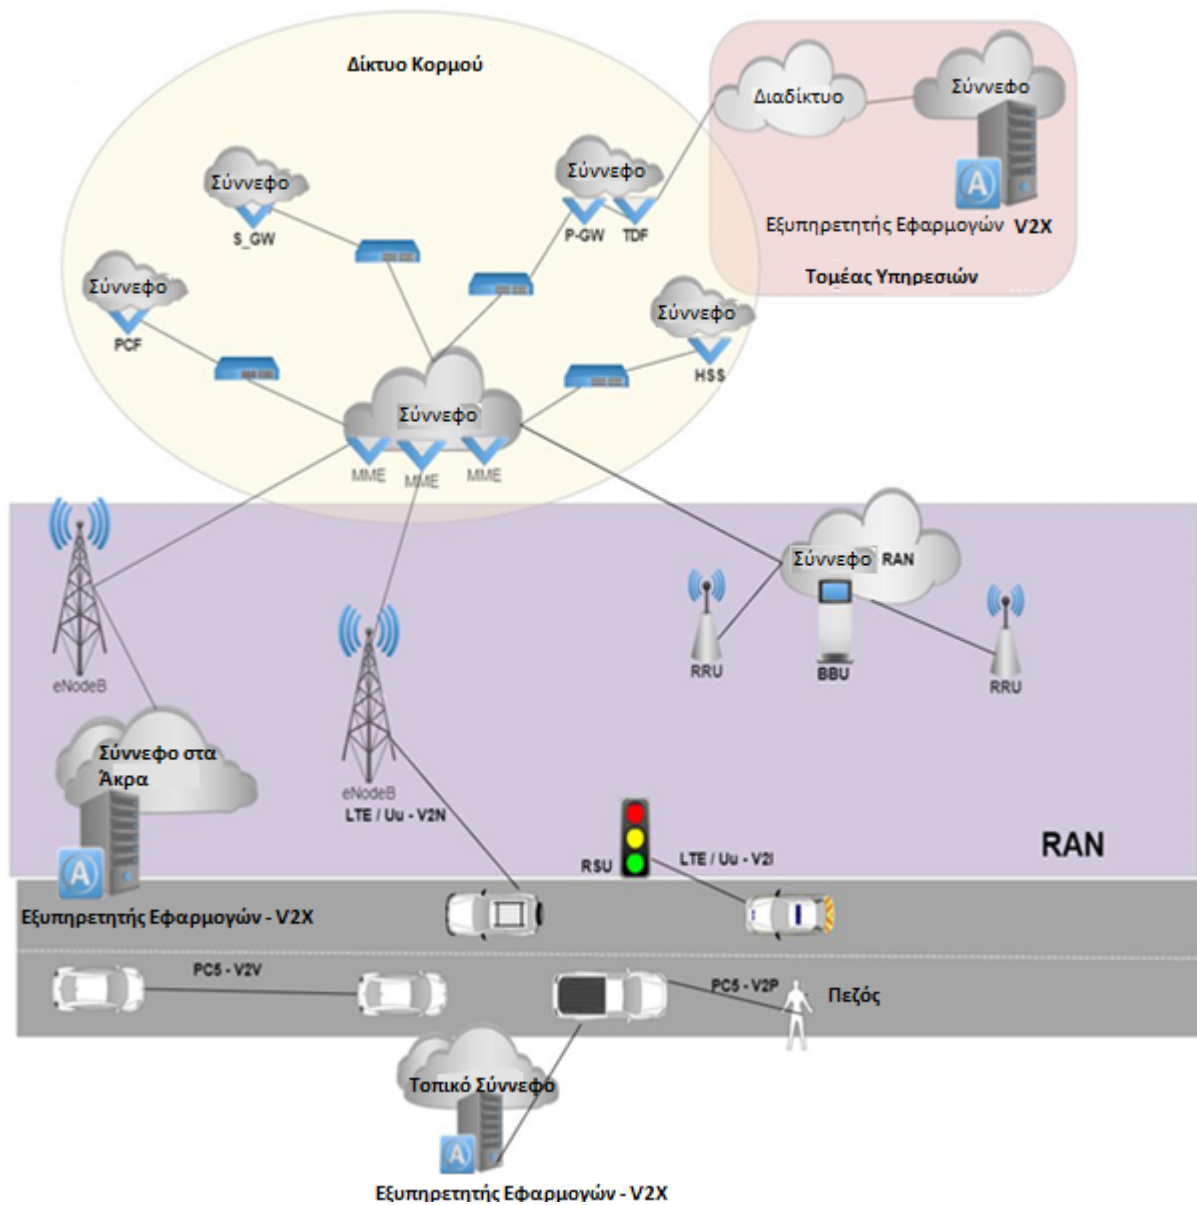 Δίκτυο Κορμού
Διαδίκτυο
Σύννεφο
A
Εξυπηρετητής Εφαρμογών V2X
Τομέας Υπηρεσιών
Σύννεφο
S_GW
Σύννεφο
P-GW
TDF
Σύννεφο
PCF
Σύννεφο
HSS
Σύννεφο
MME
MME
MME
Σύννεφο RAN
RRU
BBU
RRU
eNodeB
eNodeB
Σύννεφο στα
Άκρα
A
Εξυπηρετητής Εφαρμογών - V2X
LTE / Uu - V2N
RSU
LTE / Uu - V2I
RAN
PC5 - V2V
PC5 - V2P
Πεζός
Τοπικό Σύννεφο
A
Εξυπηρετητής Εφαρμογών - V2X